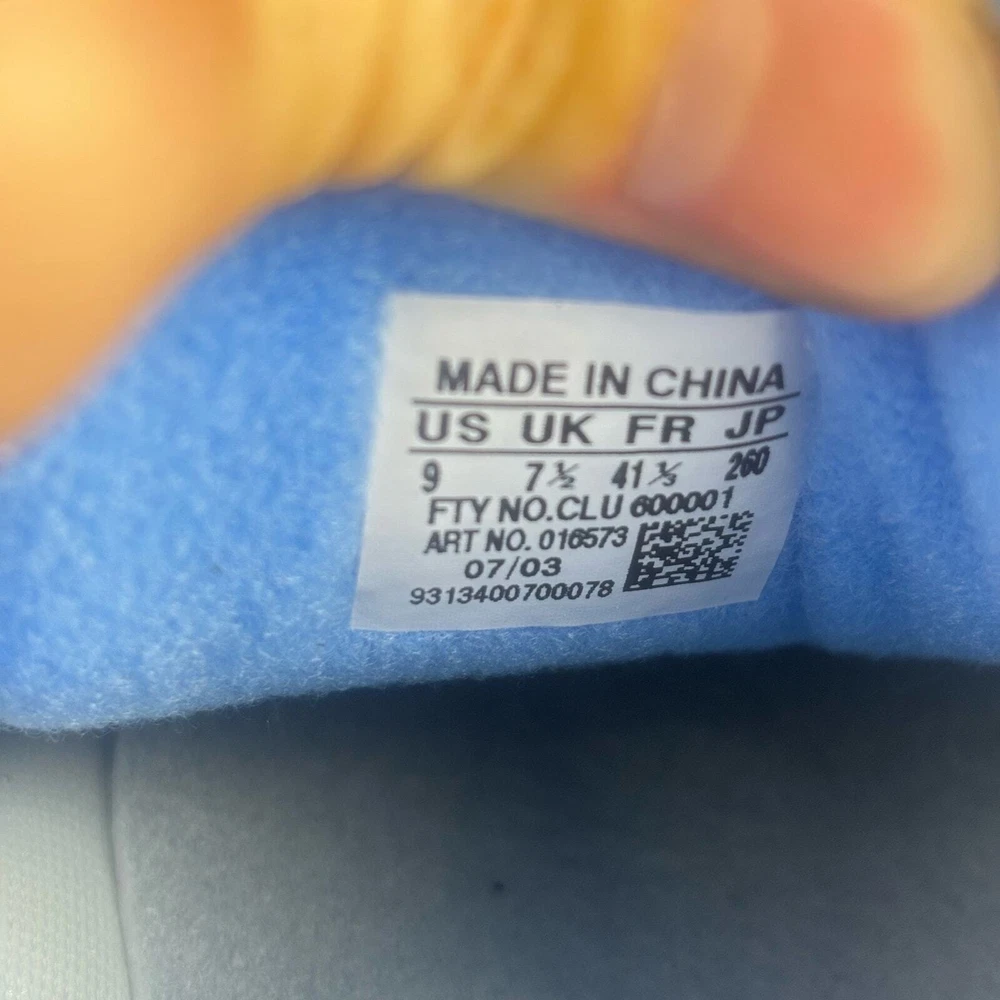 MADE IN CHINA
US UK FR JP
9 7½ 41⅓ 260
FTY NO.CLU 600001
ART NO. 016573
07/03
9313400700078